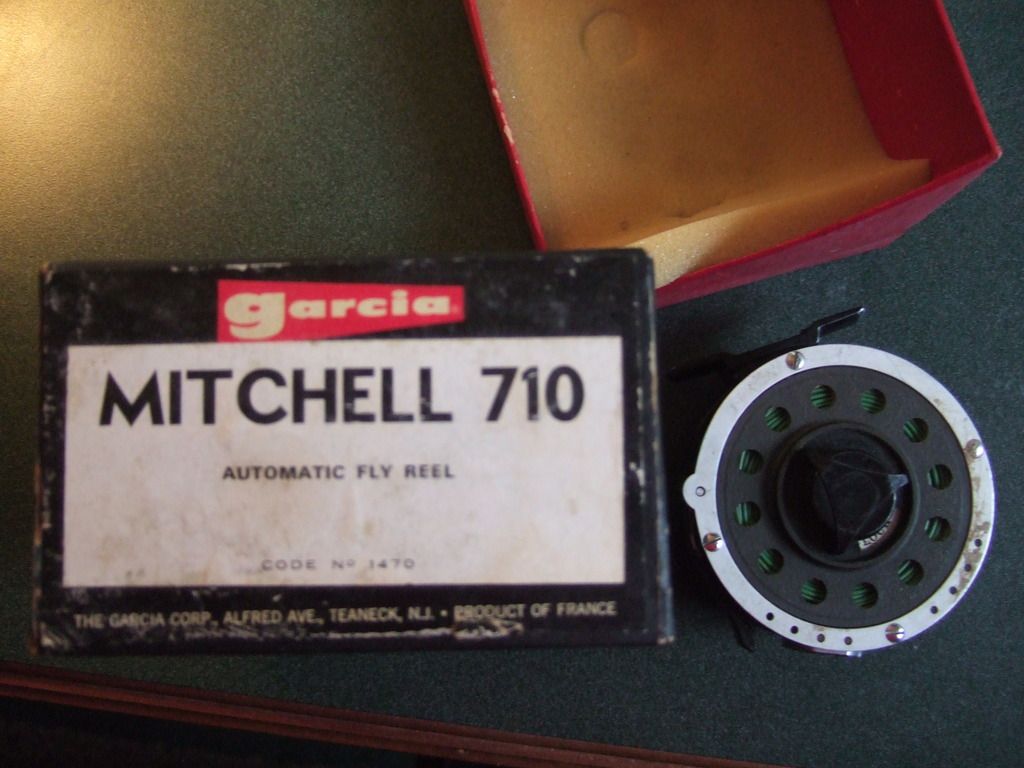 garcia
MITCHELL 710
AUTOMATIC FLY REEL
CODE Nº 1470
THE GARCIA CORP., ALFRED AVE., TEANECK, N.J. • PRODUCT OF FRANCE